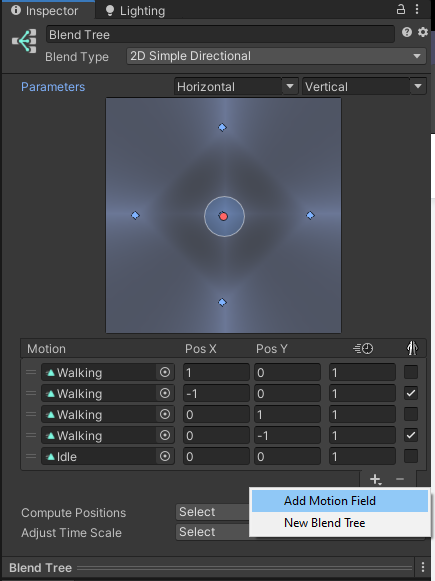 Inspector Lighting
Blend Tree
Blend Type 2D Simple Directional
Parameters Horizontal Vertical
Motion Pos X Pos Y
Walking 1 0 1
Walking -1 0 1
Walking 0 1 1
Walking 0 -1 1
Idle 0 0 1
Add Motion Field
Compute Positions Select
New Blend Tree
Adjust Time Scale Select
Blend Tree